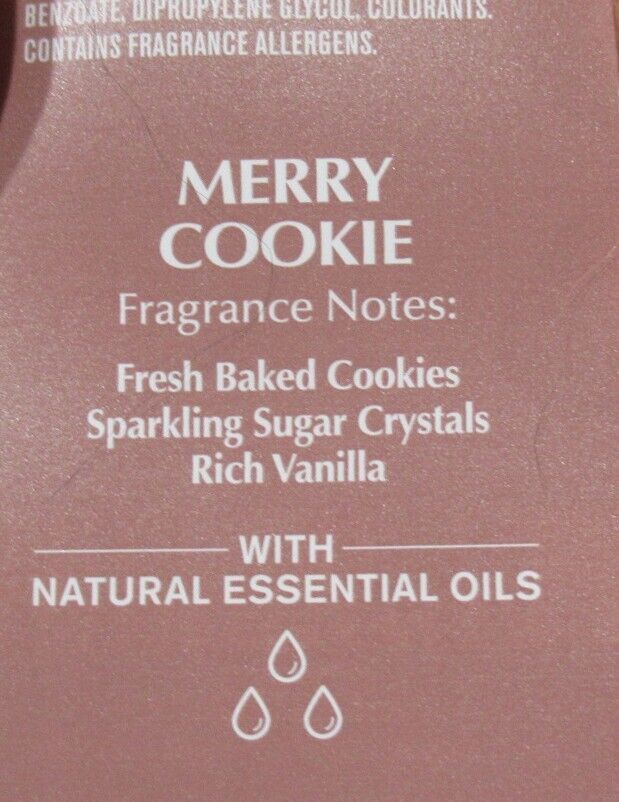 BENZOATE, DIPROPYLENE GLYCOL, COLORANTS.
CONTAINS FRAGRANCE ALLERGENS.
MERRY
COOKIE
Fragrance Notes:
Fresh Baked Cookies
Sparkling Sugar Crystals
Rich Vanilla
WITH
NATURAL ESSENTIAL OILS